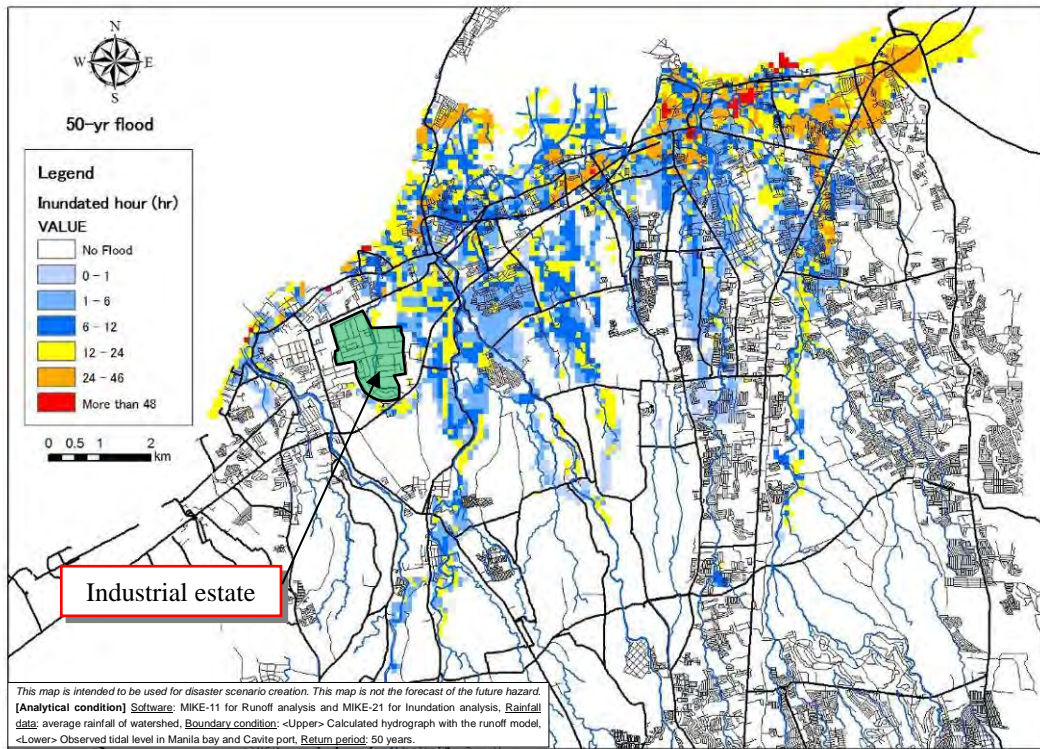 N
W E
S
50-yr flood
Legend
Inundated hour (hr)
VALUE
No Flood
0 - 1
1 - 6
6 - 12
12 - 24
24 - 46
More than 48
0 0.5 1 2
km
Industrial estate
This map is intended to be used for disaster scenario creation. This map is not the forecast of the future hazard.
[Analytical condition] Software: MIKE-11 for Runoff analysis and MIKE-21 for Inundation analysis, Rainfall
data: average rainfall of watershed, Boundary condition: <Upper> Calculated hydrograph with the runoff model,
<Lower> Observed tidal level in Manila bay and Cavite port, Return period: 50 years.